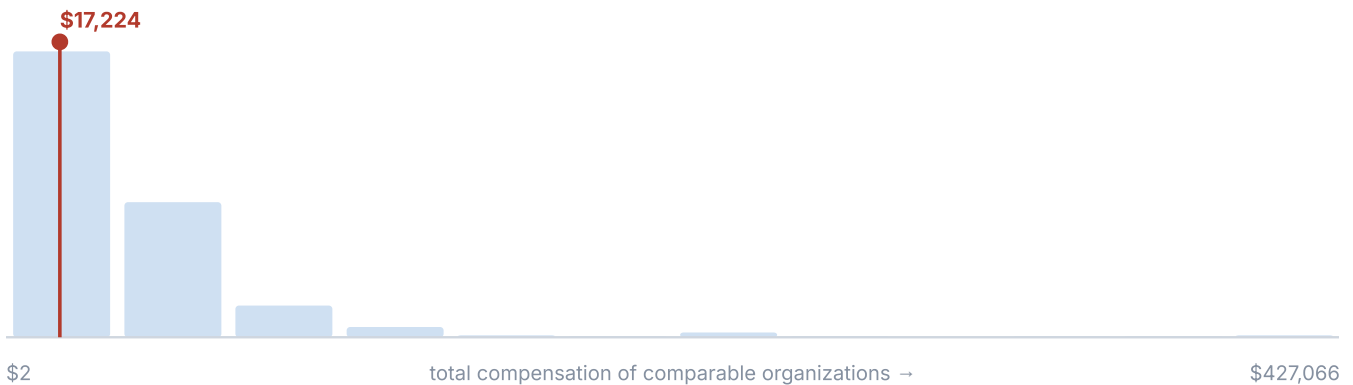 $17,224
$2
total compensation of comparable organizations →
$427,066